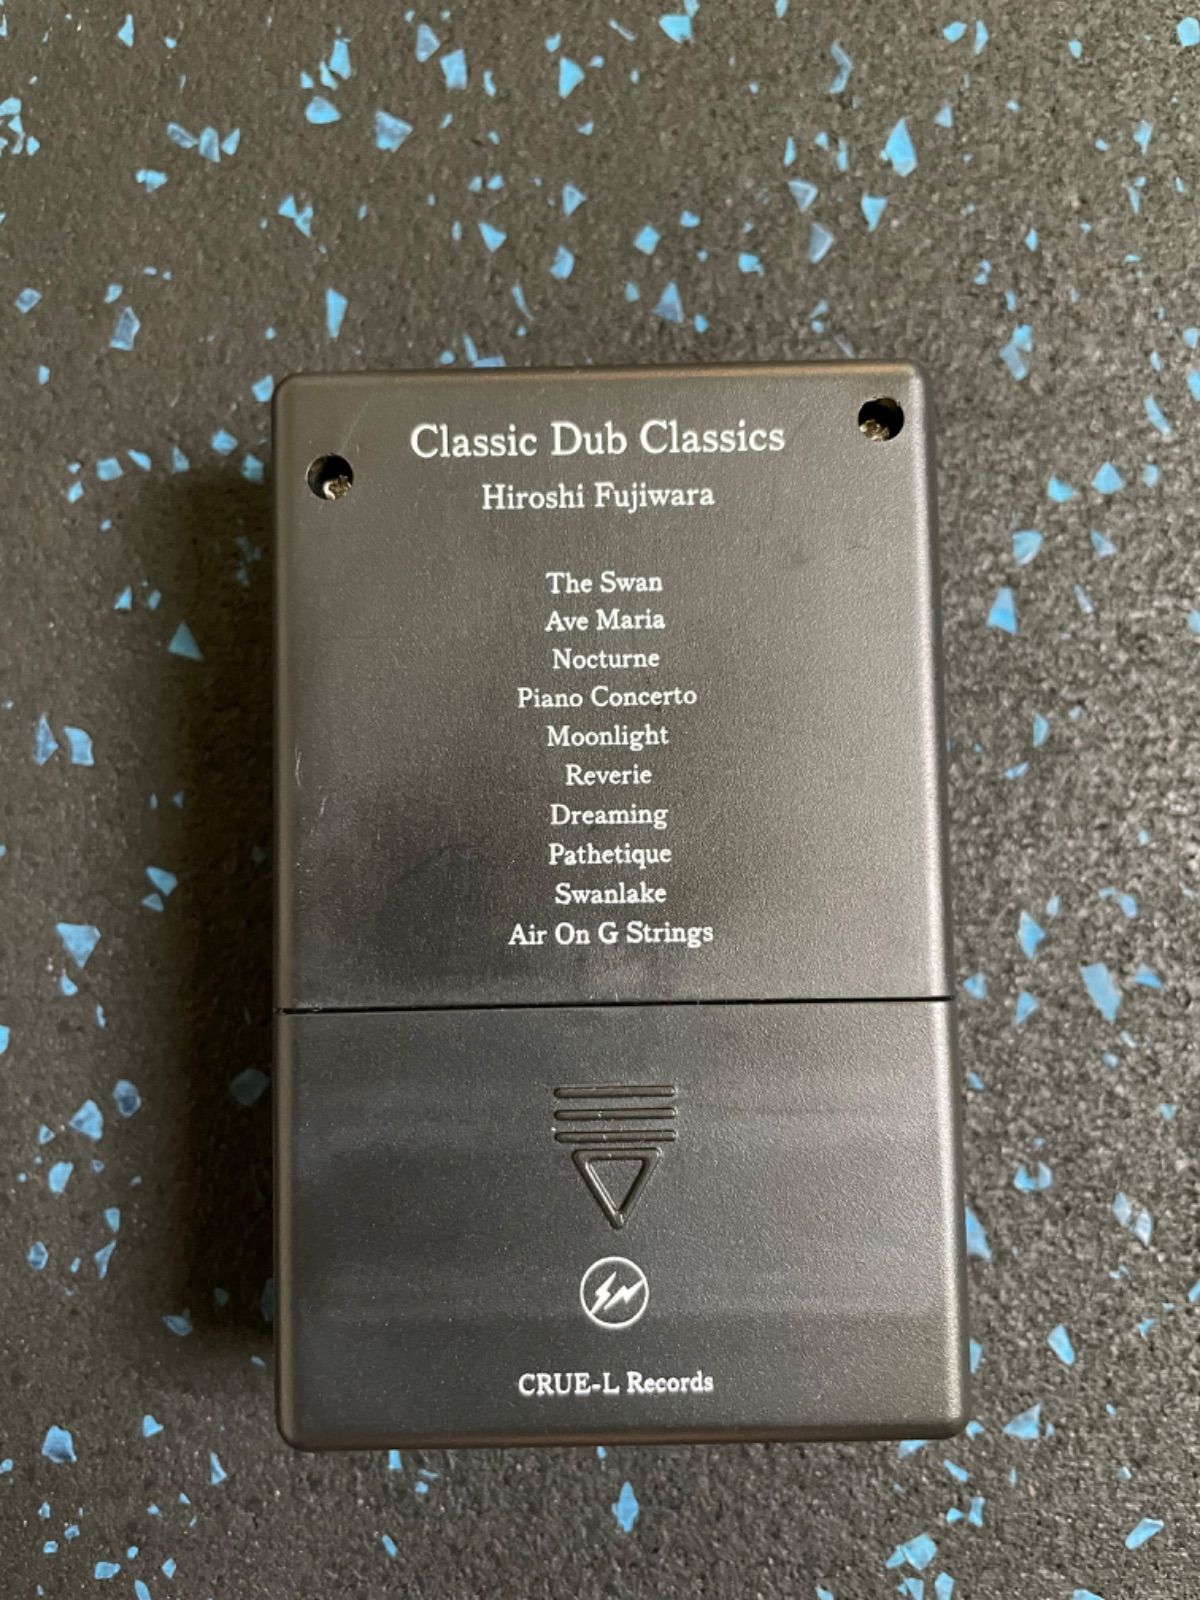 Classic Dub Classics
Hiroshi Fujiwara
The Swan
Ave Maria
Nocturne
Piano Concerto
Moonlight
Reverie
Dreaming
Pathetique
Swanlake
Air On G Strings
CRUE-L Records